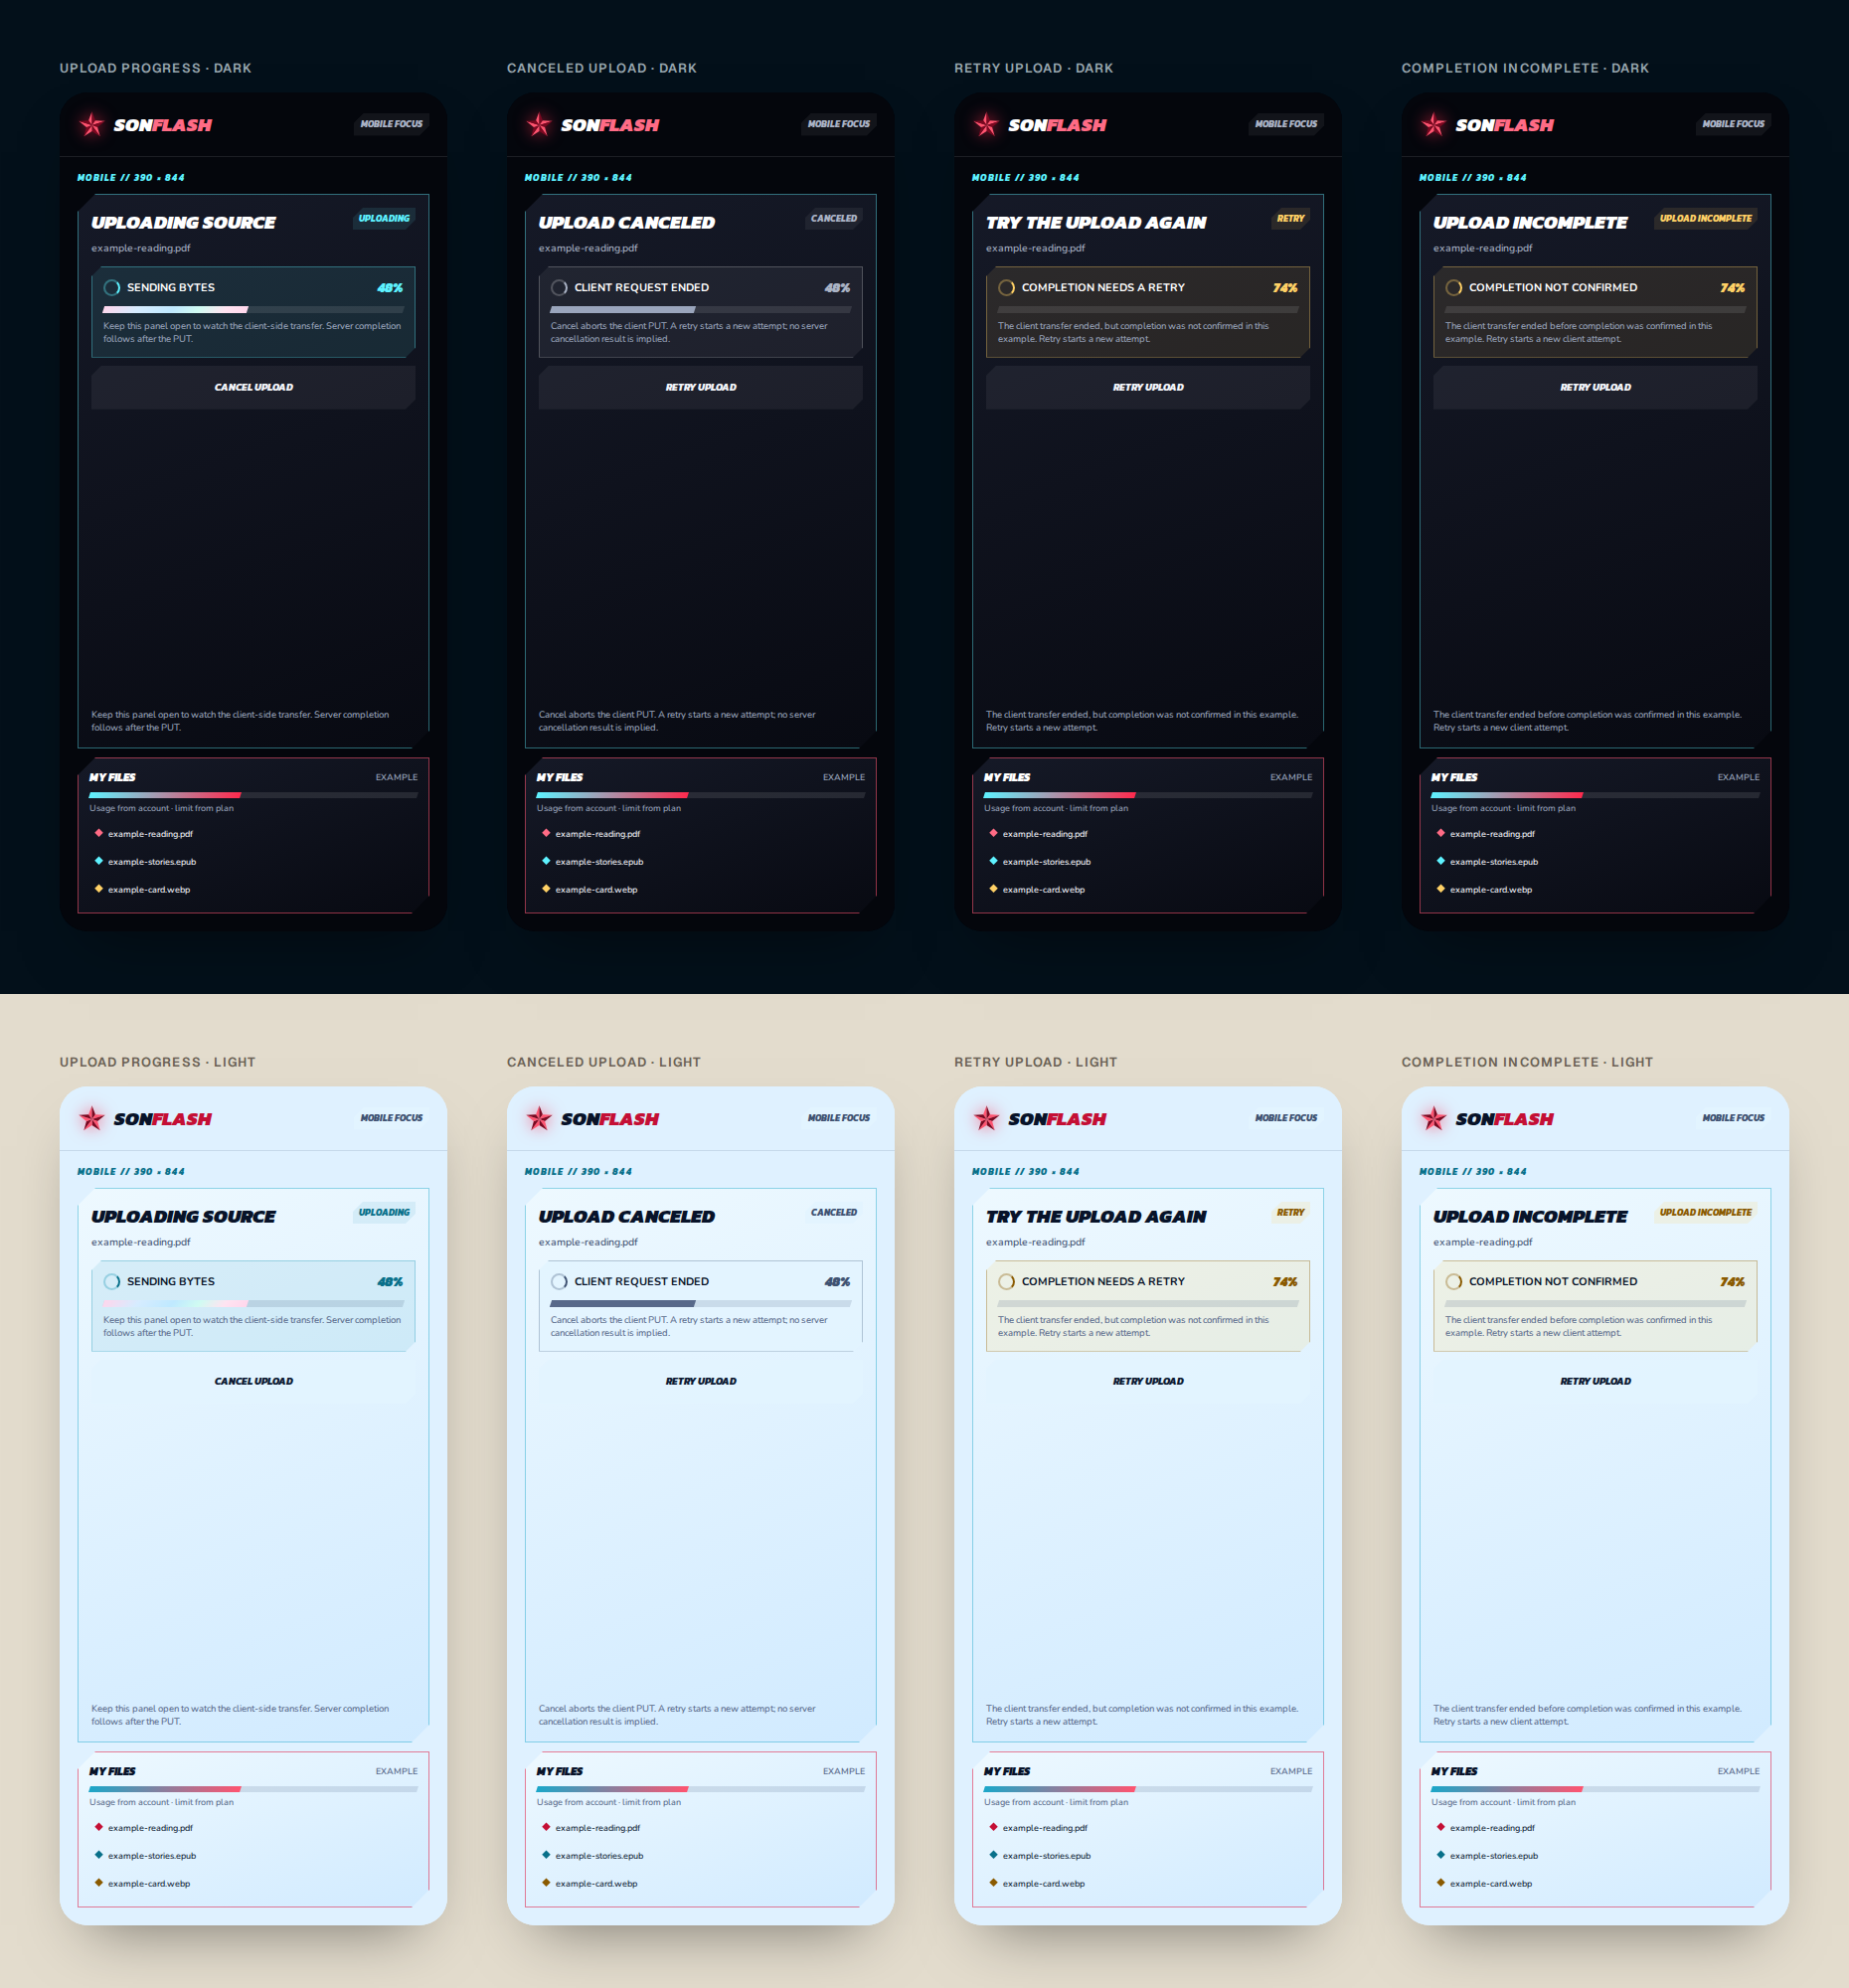 UPLOAD PROGRESS · DARK
SONFLASH
MOBILE FOCUS
MOBILE // 390 × 844
UPLOADING SOURCE
UPLOADING
example-reading.pdf
SENDING BYTES
48%
Keep this panel open to watch the client-side transfer. Server completion
follows after the PUT.
CANCEL UPLOAD
Keep this panel open to watch the client-side transfer. Server completion
follows after the PUT.
MY FILES
EXAMPLE
Usage from account · limit from plan
example-reading.pdf
example-stories.epub
example-card.webp
CANCELED UPLOAD · DARK
SONFLASH
MOBILE FOCUS
MOBILE // 390 × 844
UPLOAD CANCELED
CANCELED
example-reading.pdf
CLIENT REQUEST ENDED
48%
Cancel aborts the client PUT. A retry starts a new attempt; no server
cancellation result is implied.
RETRY UPLOAD
Cancel aborts the client PUT. A retry starts a new attempt; no server
cancellation result is implied.
MY FILES
EXAMPLE
Usage from account · limit from plan
example-reading.pdf
example-stories.epub
example-card.webp
RETRY UPLOAD · DARK
SONFLASH
MOBILE FOCUS
MOBILE // 390 × 844
TRY THE UPLOAD AGAIN
RETRY
example-reading.pdf
COMPLETION NEEDS A RETRY
74%
The client transfer ended, but completion was not confirmed in this
example. Retry starts a new attempt.
RETRY UPLOAD
The client transfer ended, but completion was not confirmed in this example.
Retry starts a new attempt.
MY FILES
EXAMPLE
Usage from account · limit from plan
example-reading.pdf
example-stories.epub
example-card.webp
COMPLETION INCOMPLETE · DARK
SONFLASH
MOBILE FOCUS
MOBILE // 390 × 844
UPLOAD INCOMPLETE
UPLOAD INCOMPLETE
example-reading.pdf
COMPLETION NOT CONFIRMED
74%
The client transfer ended before completion was confirmed in this
example. Retry starts a new client attempt.
RETRY UPLOAD
The client transfer ended before completion was confirmed in this example.
Retry starts a new client attempt.
MY FILES
EXAMPLE
Usage from account · limit from plan
example-reading.pdf
example-stories.epub
example-card.webp
UPLOAD PROGRESS · LIGHT
SONFLASH
MOBILE FOCUS
MOBILE // 390 × 844
UPLOADING SOURCE
UPLOADING
example-reading.pdf
SENDING BYTES
48%
Keep this panel open to watch the client-side transfer. Server completion
follows after the PUT.
CANCEL UPLOAD
Keep this panel open to watch the client-side transfer. Server completion
follows after the PUT.
MY FILES
EXAMPLE
Usage from account · limit from plan
example-reading.pdf
example-stories.epub
example-card.webp
CANCELED UPLOAD · LIGHT
SONFLASH
MOBILE FOCUS
MOBILE // 390 × 844
UPLOAD CANCELED
CANCELED
example-reading.pdf
CLIENT REQUEST ENDED
48%
Cancel aborts the client PUT. A retry starts a new attempt; no server
cancellation result is implied.
RETRY UPLOAD
Cancel aborts the client PUT. A retry starts a new attempt; no server
cancellation result is implied.
MY FILES
EXAMPLE
Usage from account · limit from plan
example-reading.pdf
example-stories.epub
example-card.webp
RETRY UPLOAD · LIGHT
SONFLASH
MOBILE FOCUS
MOBILE // 390 × 844
TRY THE UPLOAD AGAIN
RETRY
example-reading.pdf
COMPLETION NEEDS A RETRY
74%
The client transfer ended, but completion was not confirmed in this
example. Retry starts a new attempt.
RETRY UPLOAD
The client transfer ended, but completion was not confirmed in this example.
Retry starts a new attempt.
MY FILES
EXAMPLE
Usage from account · limit from plan
example-reading.pdf
example-stories.epub
example-card.webp
COMPLETION INCOMPLETE · LIGHT
SONFLASH
MOBILE FOCUS
MOBILE // 390 × 844
UPLOAD INCOMPLETE
UPLOAD INCOMPLETE
example-reading.pdf
COMPLETION NOT CONFIRMED
74%
The client transfer ended before completion was confirmed in this
example. Retry starts a new client attempt.
RETRY UPLOAD
The client transfer ended before completion was confirmed in this example.
Retry starts a new client attempt.
MY FILES
EXAMPLE
Usage from account · limit from plan
example-reading.pdf
example-stories.epub
example-card.webp